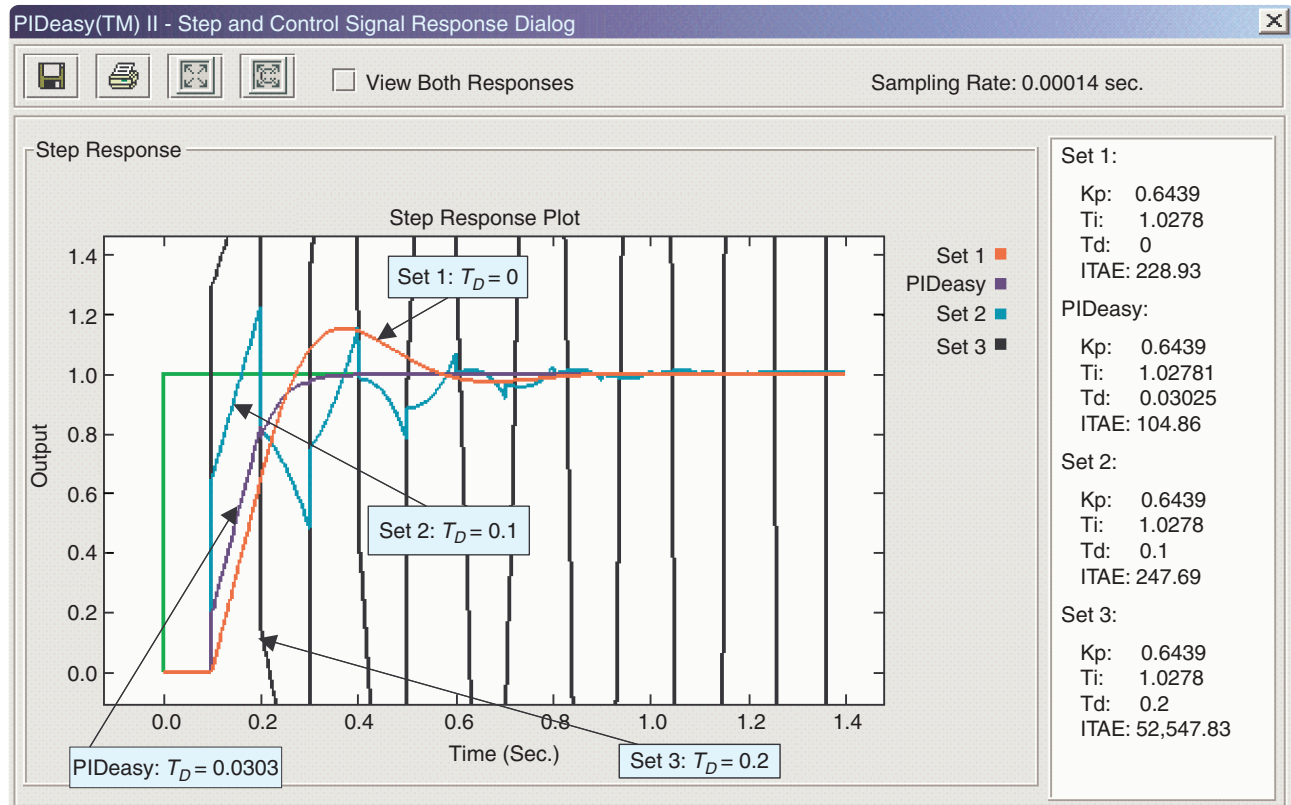 PIDeasy(TM) II - Step and Control Signal Response Dialog
View Both Responses
Sampling Rate: 0.00014 sec.
Step Response
Step Response Plot
Output
1.4
1.2
1.0
0.8
0.6
0.4
0.2
0.0
0.0 0.2 0.4 0.6 0.8 1.0 1.2 1.4
Time (Sec.)
Set 1: T_D = 0
Set 2: T_D = 0.1
PIDeasy: T_D = 0.0303
Set 3: T_D = 0.2
Set 1
PIDeasy
Set 2
Set 3
Set 1:
Kp: 0.6439
Ti: 1.0278
Td: 0
ITAE: 228.93
PIDeasy:
Kp: 0.6439
Ti: 1.02781
Td: 0.03025
ITAE: 104.86
Set 2:
Kp: 0.6439
Ti: 1.0278
Td: 0.1
ITAE: 247.69
Set 3:
Kp: 0.6439
Ti: 1.0278
Td: 0.2
ITAE: 52,547.83